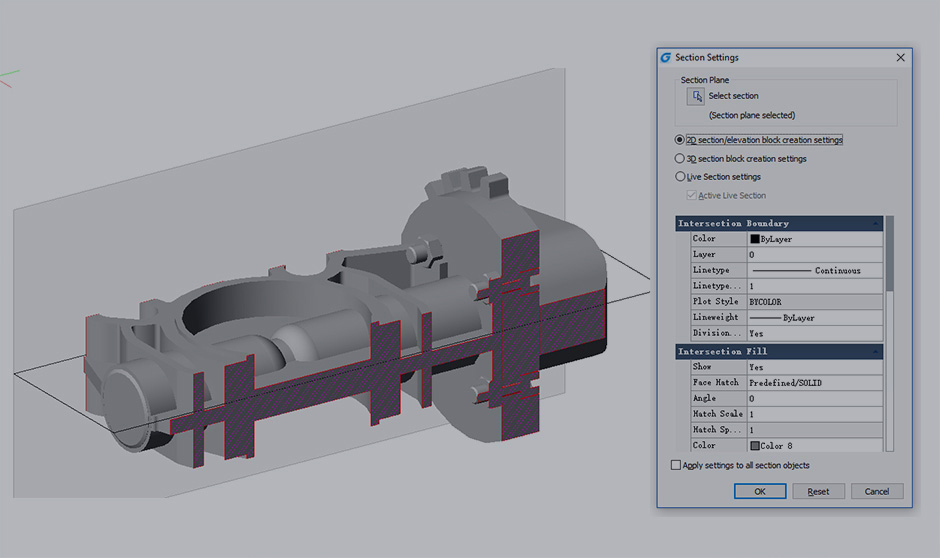 Section Settings
Section Plane
Select section
(Section plane selected)
2D section/elevation block creation settings
3D section block creation settings
Live Section settings
Active Live Section
Intersection Boundary
Color ByLayer
Layer 0
Linetype Continuous
Linetype... 1
Plot Style BYCOLOR
Lineweight ByLayer
Division... Yes
Intersection Fill
Show Yes
Face Hatch Predefined/SOLID
Angle 0
Hatch Scale 1
Hatch Sp... 1
Color Color 8
Apply settings to all section objects
OK Reset Cancel